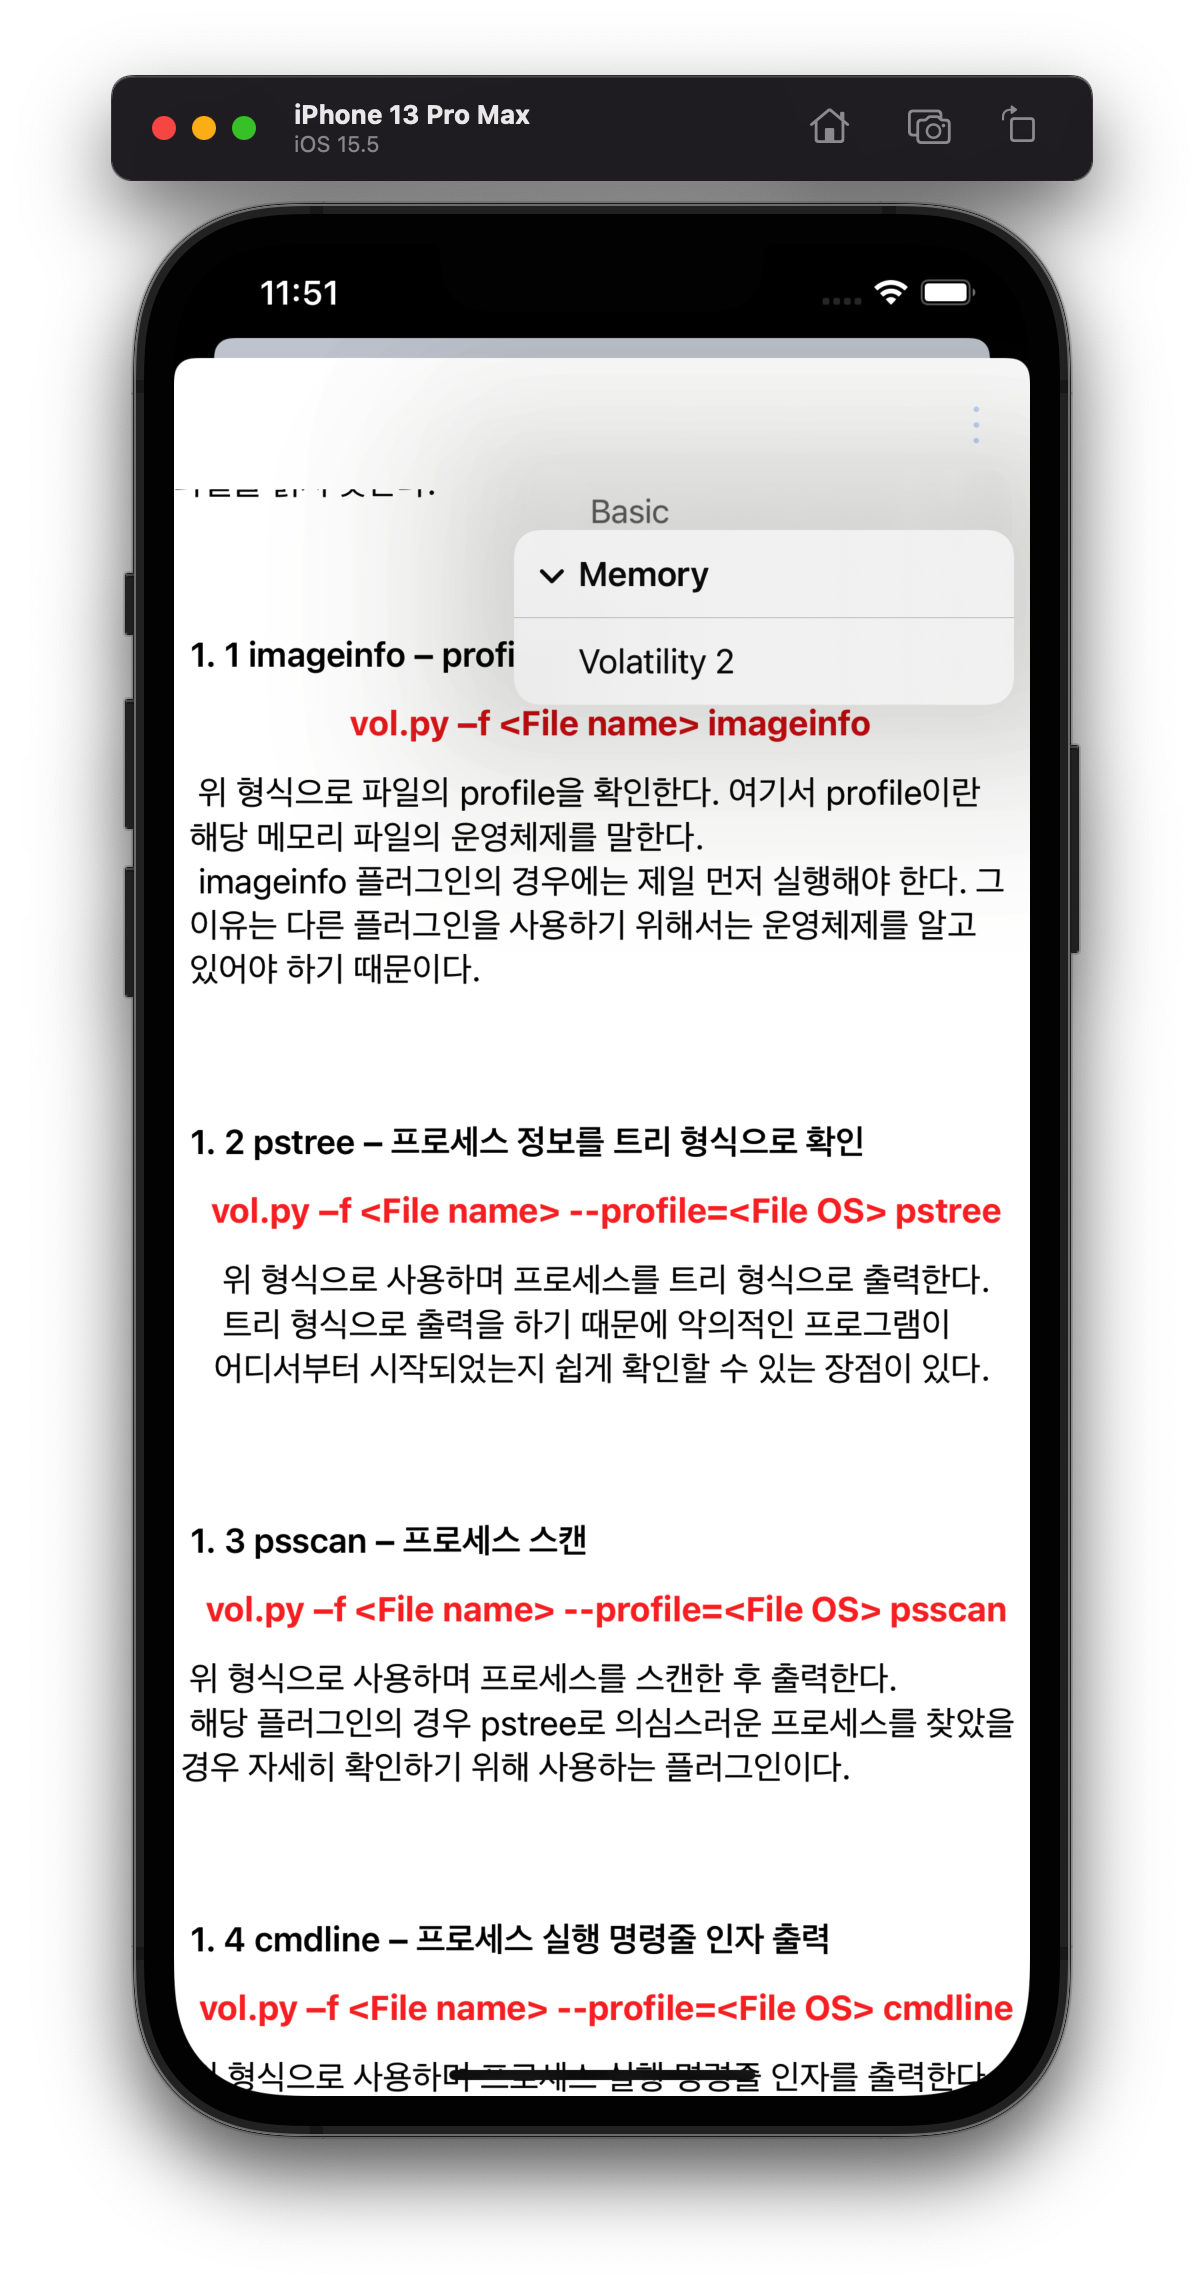 iPhone 13 Pro Max
iOS 15.5
11:51
Basic
Memory
Volatility 2
1. 1 imageinfo – profi
vol.py –f <File name> imageinfo
위 형식으로 파일의 profile을 확인한다. 여기서 profile이란
해당 메모리 파일의 운영체제를 말한다.
imageinfo 플러그인의 경우에는 제일 먼저 실행해야 한다. 그
이유는 다른 플러그인을 사용하기 위해서는 운영체제를 알고
있어야 하기 때문이다.
1. 2 pstree – 프로세스 정보를 트리 형식으로 확인
vol.py –f <File name> --profile=<File OS> pstree
위 형식으로 사용하며 프로세스를 트리 형식으로 출력한다.
트리 형식으로 출력을 하기 때문에 악의적인 프로그램이
어디서부터 시작되었는지 쉽게 확인할 수 있는 장점이 있다.
1. 3 psscan – 프로세스 스캔
vol.py –f <File name> --profile=<File OS> psscan
위 형식으로 사용하며 프로세스를 스캔한 후 출력한다.
해당 플러그인의 경우 pstree로 의심스러운 프로세스를 찾았을
경우 자세히 확인하기 위해 사용하는 플러그인이다.
1. 4 cmdline – 프로세스 실행 명령줄 인자 출력
vol.py –f <File name> --profile=<File OS> cmdline
형식으로 사용하며 프로세스 실행 명령줄 인자를 출력한다